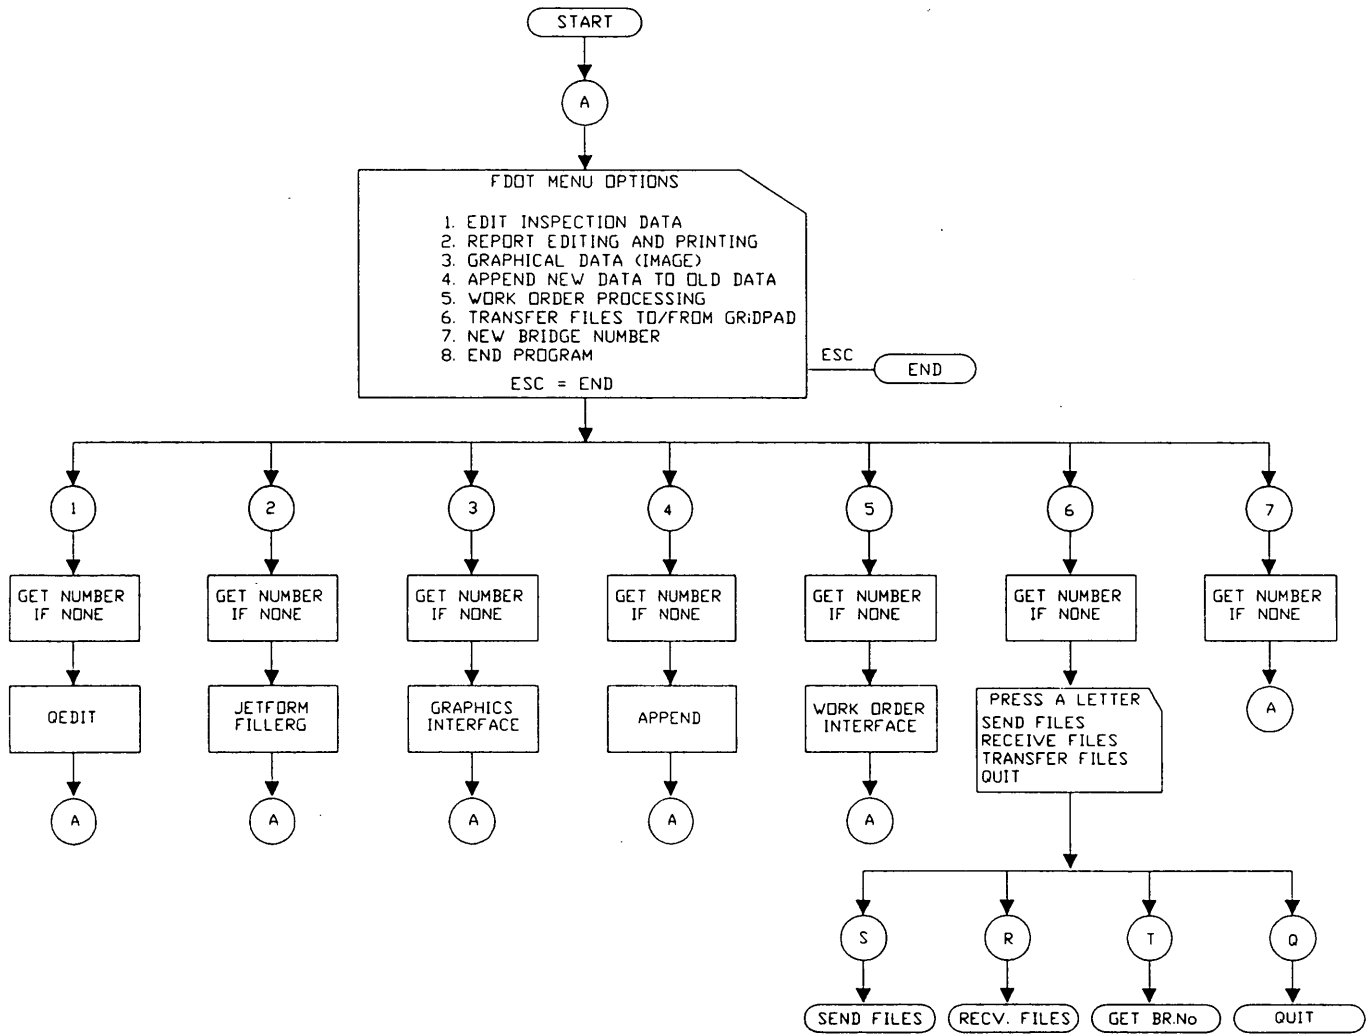 START
A
FDOT MENU OPTIONS
1. EDIT INSPECTION DATA
2. REPORT EDITING AND PRINTING
3. GRAPHICAL DATA (IMAGE)
4. APPEND NEW DATA TO OLD DATA
5. WORK ORDER PROCESSING
6. TRANSFER FILES TO/FROM GRiDPAD
7. NEW BRIDGE NUMBER
8. END PROGRAM
ESC = END
ESC
END
1
2
3
4
5
6
7
GET NUMBER
IF NONE
GET NUMBER
IF NONE
GET NUMBER
IF NONE
GET NUMBER
IF NONE
GET NUMBER
IF NONE
GET NUMBER
IF NONE
GET NUMBER
IF NONE
QEDIT
JETFORM
FILLERG
GRAPHICS
INTERFACE
APPEND
WORK ORDER
INTERFACE
PRESS A LETTER
SEND FILES
RECEIVE FILES
TRANSFER FILES
QUIT
A
A
A
A
A
A
S
R
T
Q
SEND FILES
RECV. FILES
GET BR.No
QUIT